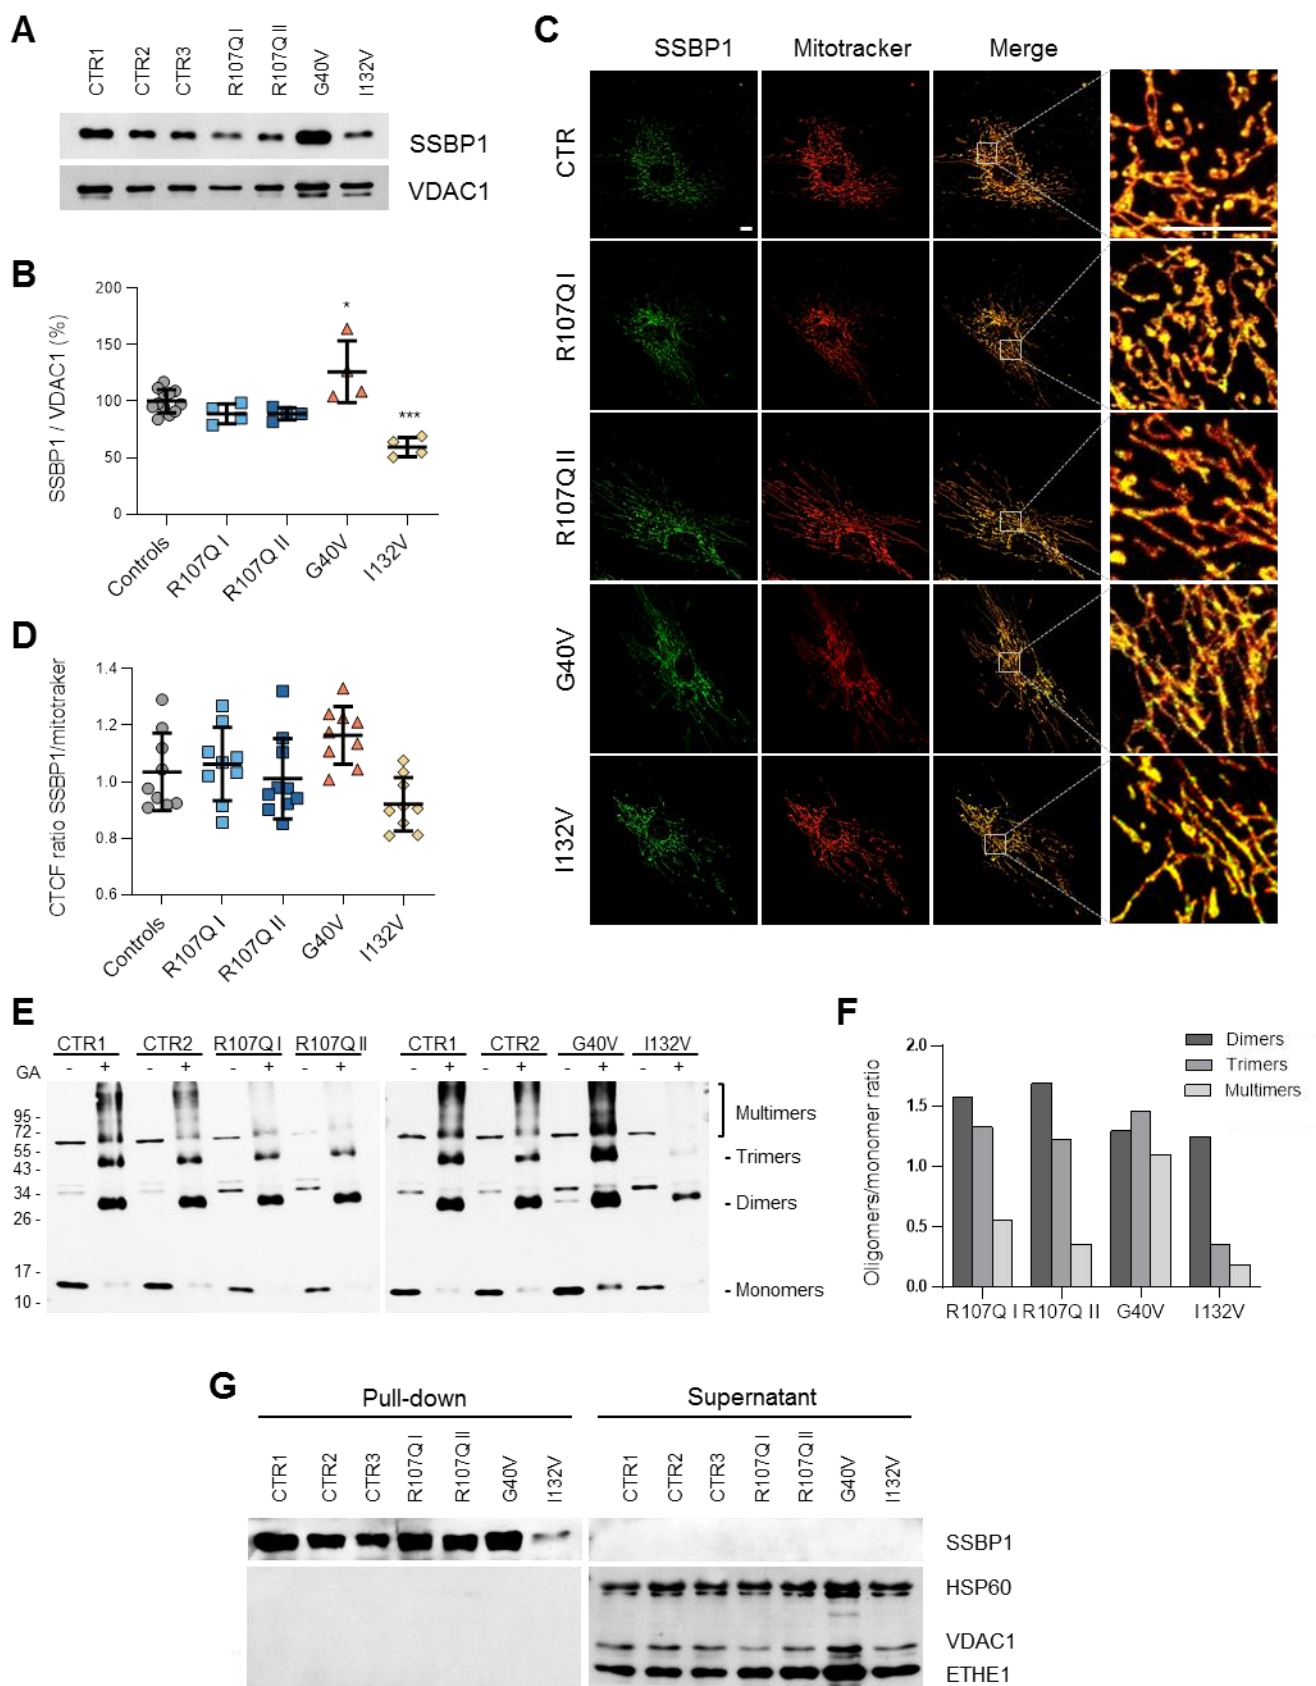 A
CTR1
CTR2
CTR3
R107Q I
R107Q II
G40V
I132V
SSBP1
VDAC1
B
SSBP1 / VDAC1 (%)
200
150
100
50
0
*
***
Controls
R107Q I
R107Q II
G40V
I132V
C
SSBP1 Mitotracker Merge
CTR
R107Q I
R107Q II
G40V
I132V
D
CTCF ratio SSBP1/mitotraker
1.4
1.2
1.0
0.8
0.6
Controls
R107Q I
R107Q II
G40V
I132V
E
CTR1 CTR2 R107Q I R107Q II CTR1 CTR2 G40V I132V
GA - + - + - + - + - + - + - + - +
95 -
72 -
55 -
43 -
34 -
26 -
17 -
10 -
Multimers
- Trimers
- Dimers
- Monomers
F
Oligomers/monomer ratio
2.0
1.5
1.0
0.5
0.0
Dimers
Trimers
Multimers
R107Q I R107Q II G40V I132V
G
Pull-down Supernatant
CTR1
CTR2
CTR3
R107Q I
R107Q II
G40V
I132V
CTR1
CTR2
CTR3
R107Q I
R107Q II
G40V
I132V
SSBP1
HSP60
VDAC1
ETHE1